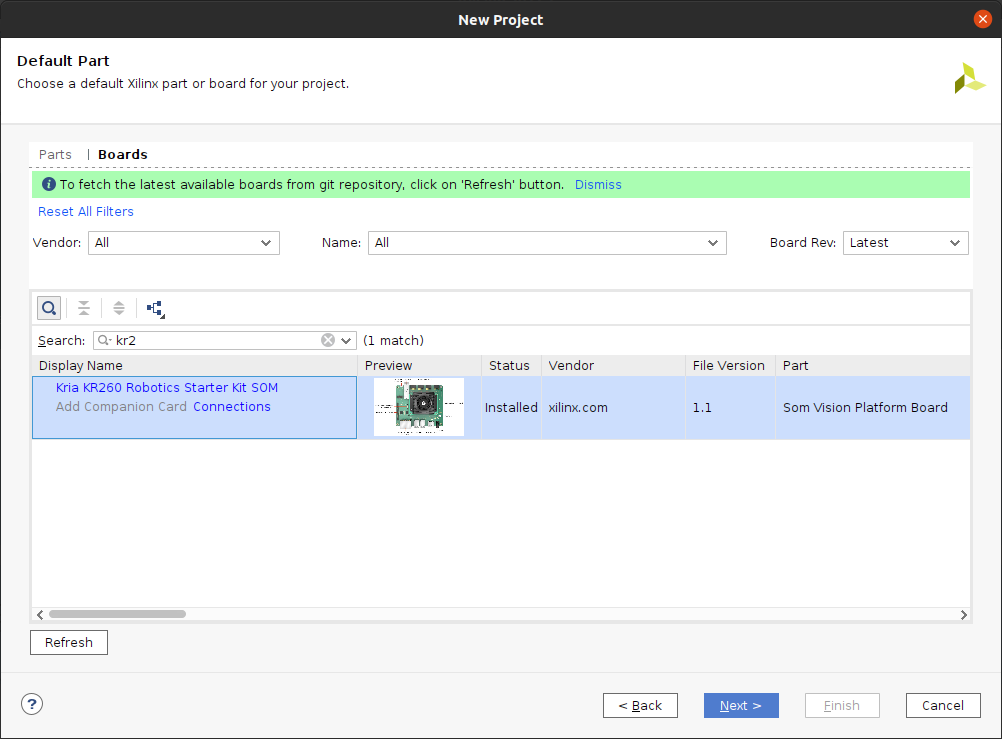 New Project
Default Part
Choose a default Xilinx part or board for your project.
Parts | Boards
To fetch the latest available boards from git repository, click on 'Refresh' button. Dismiss
Reset All Filters
Vendor: All Name: All Board Rev: Latest
Search: kr2 (1 match)
Display Name Preview Status Vendor File Version Part
Kria KR260 Robotics Starter Kit SOM
Add Companion Card Connections
Installed xilinx.com 1.1 Som Vision Platform Board
Refresh
? < Back Next > Finish Cancel